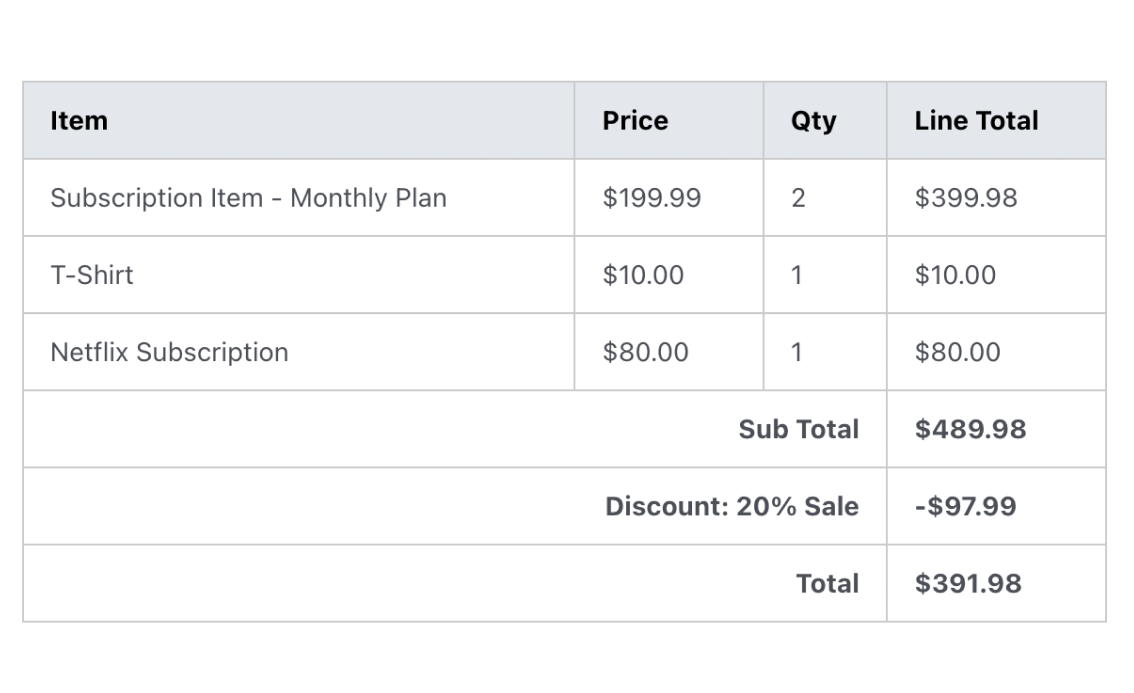 Item Price Qty Line Total
Subscription Item - Monthly Plan $199.99 2 $399.98
T-Shirt $10.00 1 $10.00
Netflix Subscription $80.00 1 $80.00
Sub Total $489.98
Discount: 20% Sale -$97.99
Total $391.98